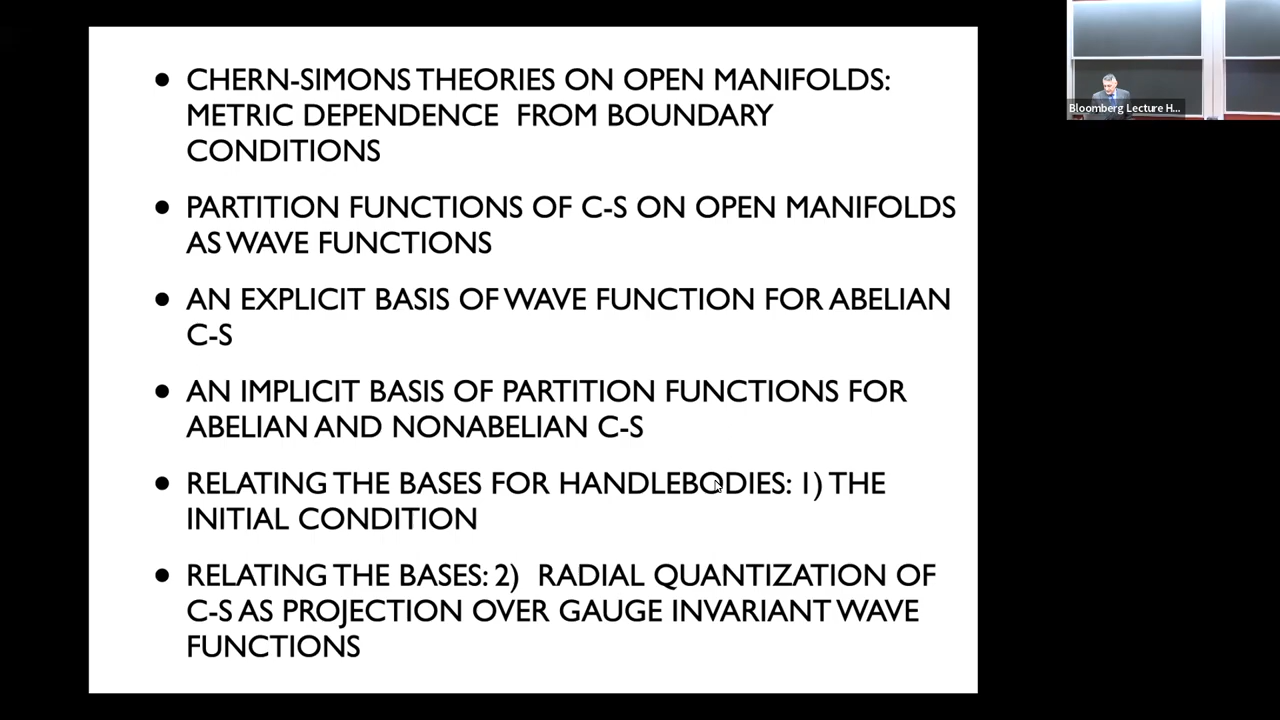 • CHERN-SIMONS THEORIES ON OPEN MANIFOLDS:
METRIC DEPENDENCE FROM BOUNDARY
CONDITIONS
• PARTITION FUNCTIONS OF C-S ON OPEN MANIFOLDS
AS WAVE FUNCTIONS
• AN EXPLICIT BASIS OF WAVE FUNCTION FOR ABELIAN
C-S
• AN IMPLICIT BASIS OF PARTITION FUNCTIONS FOR
ABELIAN AND NONABELIAN C-S
• RELATING THE BASES FOR HANDLEBODIES: 1) THE
INITIAL CONDITION
• RELATING THE BASES: 2) RADIAL QUANTIZATION OF
C-S AS PROJECTION OVER GAUGE INVARIANT WAVE
FUNCTIONS
Bloomberg Lecture H...